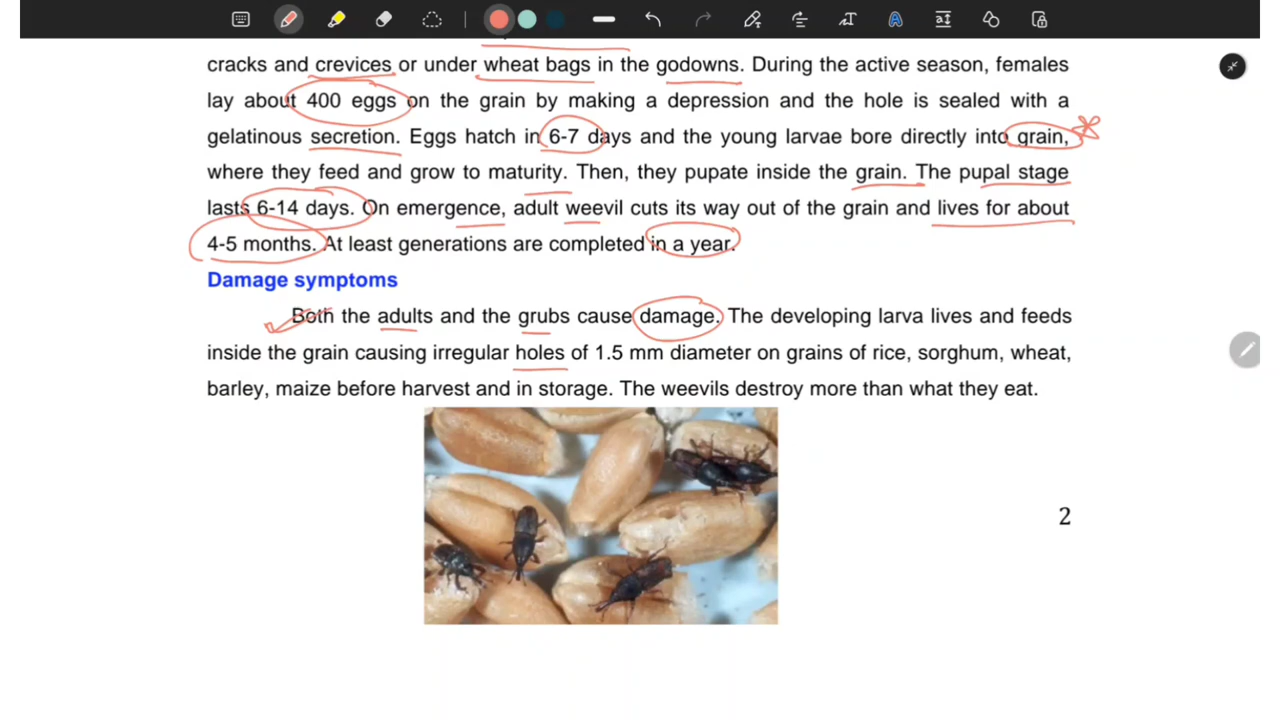 cracks and crevices or under wheat bags in the godowns. During the active season, females
lay about 400 eggs on the grain by making a depression and the hole is sealed with a
gelatinous secretion. Eggs hatch in 6-7 days and the young larvae bore directly into grain,
where they feed and grow to maturity. Then, they pupate inside the grain. The pupal stage
lasts 6-14 days. On emergence, adult weevil cuts its way out of the grain and lives for about
4-5 months. At least generations are completed in a year.
Damage symptoms
Both the adults and the grubs cause damage. The developing larva lives and feeds
inside the grain causing irregular holes of 1.5 mm diameter on grains of rice, sorghum, wheat,
barley, maize before harvest and in storage. The weevils destroy more than what they eat.
2